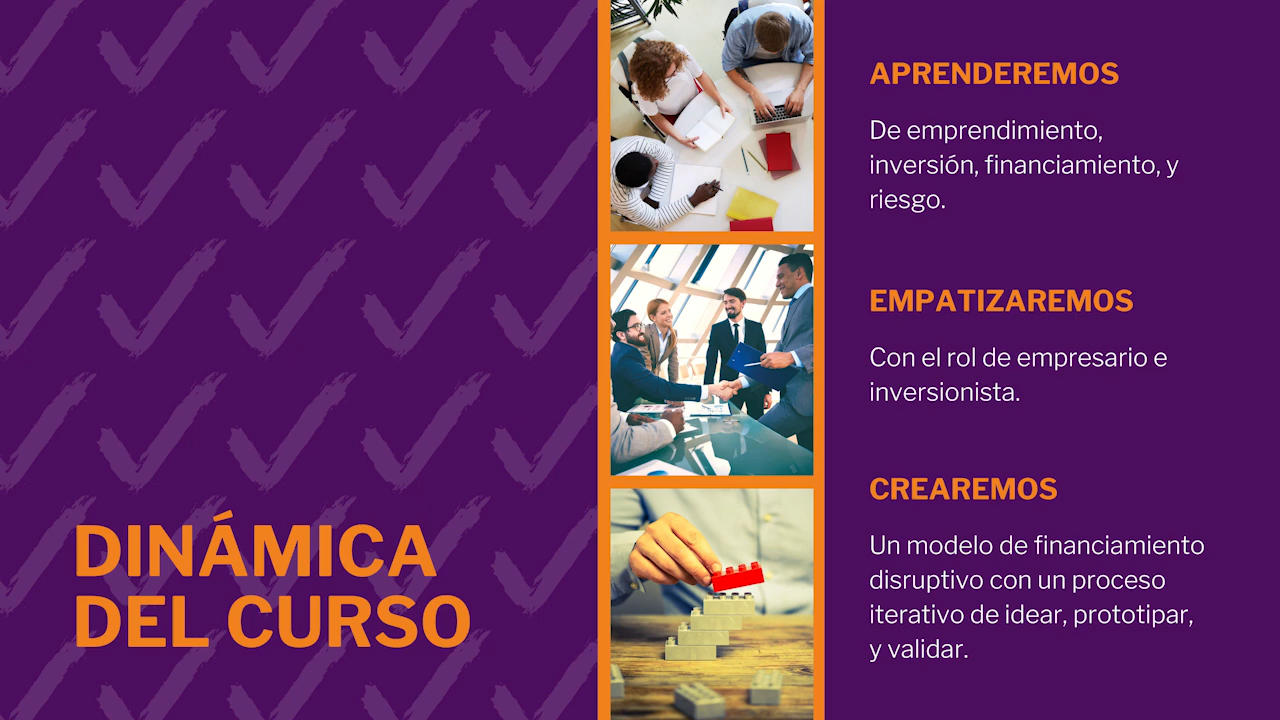 DINÁMICA
DEL CURSO
APRENDEREMOS
De emprendimiento,
inversión, financiamiento, y
riesgo.
EMPATIZAREMOS
Con el rol de empresario e
inversionista.
CREAREMOS
Un modelo de financiamiento
disruptivo con un proceso
iterativo de idear, prototipar,
y validar.